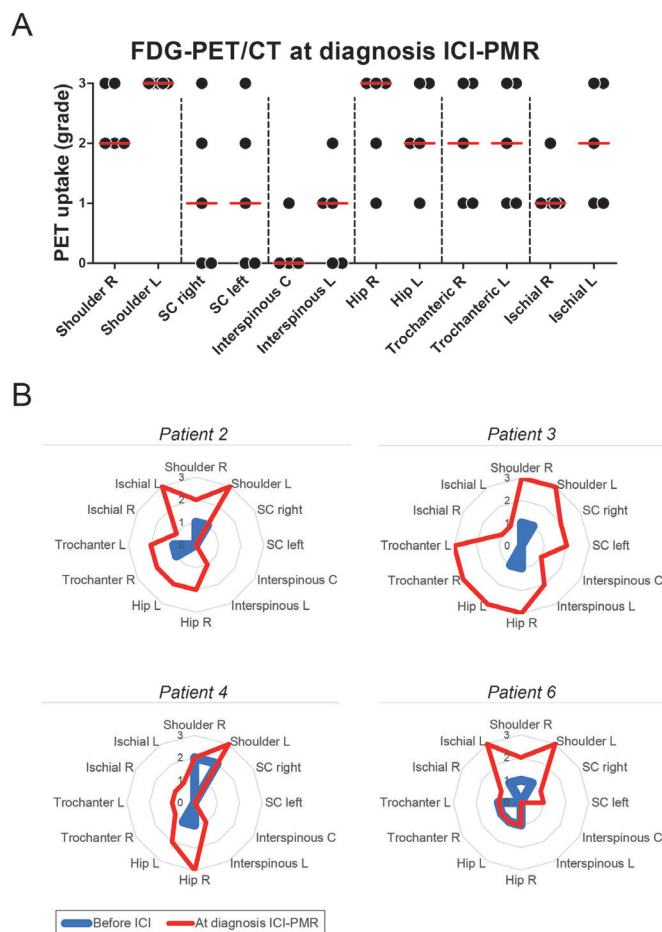 A
FDG-PET/CT at diagnosis ICI-PMR
PET uptake (grade)
3
2
1
0
Shoulder R
Shoulder L
SC right
SC left
Interspinous C
Interspinous L
Hip R
Hip L
Trochanteric R
Trochanteric L
Ischial R
Ischial L
B
Patient 2
Shoulder R
Shoulder L
SC right
SC left
Interspinous C
Interspinous L
Hip R
Hip L
Trochanter R
Trochanter L
Ischial R
Ischial L
3
2
1
0
Patient 3
Shoulder R
Shoulder L
SC right
SC left
Interspinous C
Interspinous L
Hip R
Hip L
Trochanter R
Trochanter L
Ischial R
Ischial L
3
2
1
0
Patient 4
Shoulder R
Shoulder L
SC right
SC left
Interspinous C
Interspinous L
Hip R
Hip L
Trochanter R
Trochanter L
Ischial R
Ischial L
3
2
1
0
Patient 6
Shoulder R
Shoulder L
SC right
SC left
Interspinous C
Interspinous L
Hip R
Hip L
Trochanter R
Trochanter L
Ischial R
Ischial L
3
2
1
0
Before ICI
At diagnosis ICI-PMR